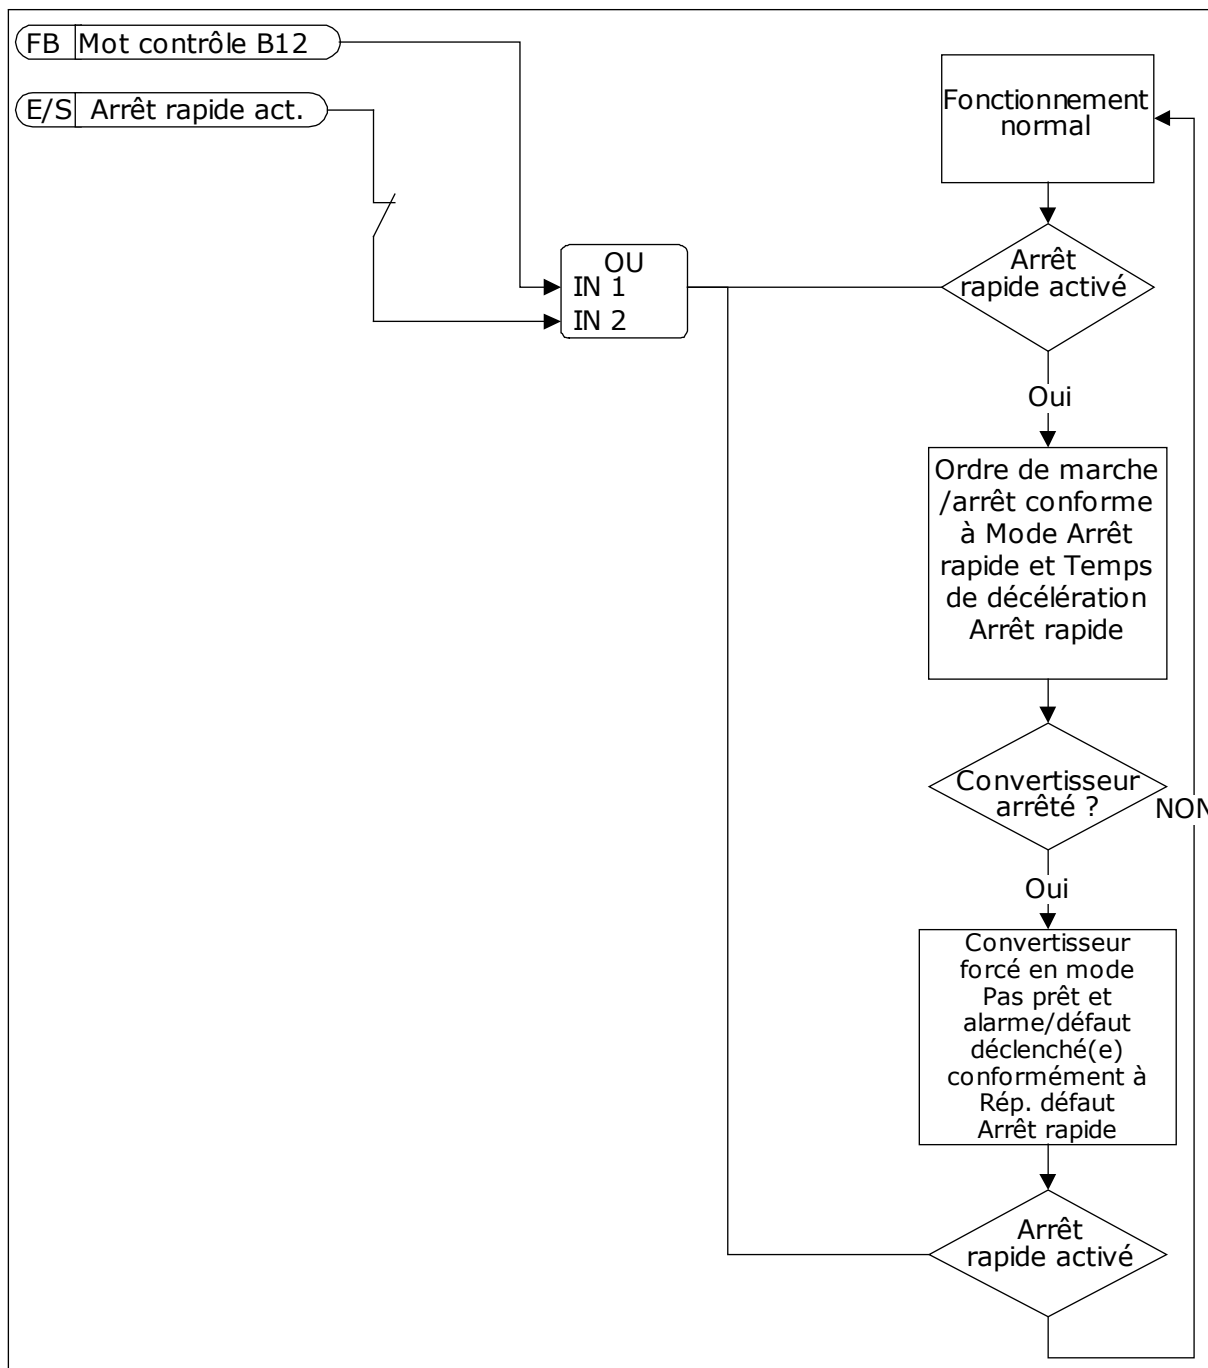 FB Mot contrôle B12
E/S Arrêt rapide act.
OU
IN 1
IN 2
Fonctionnement
normal
Arrêt
rapide activé
Oui
Ordre de marche
/arrêt conforme
à Mode Arrêt
rapide et Temps
de décélération
Arrêt rapide
Convertisseur
arrêté ?
NON
Oui
Convertisseur
forcé en mode
Pas prêt et
alarme/défaut
déclenché(e)
conformément à
Rép. défaut
Arrêt rapide
Arrêt
rapide activé